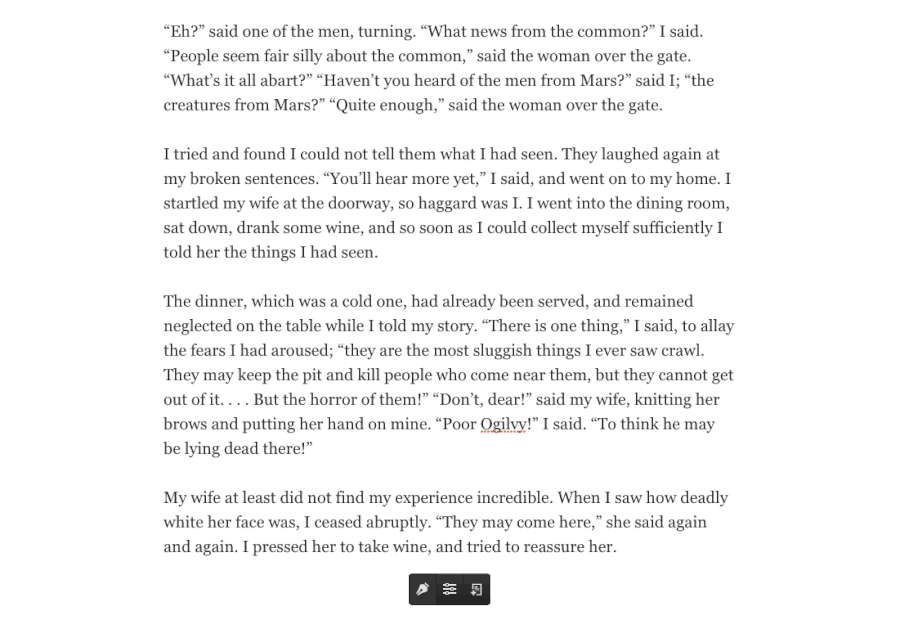 “Eh?” said one of the men, turning. “What news from the common?” I said.
“People seem fair silly about the common,” said the woman over the gate.
“What’s it all abart?” “Haven’t you heard of the men from Mars?” said I; “the
creatures from Mars?” “Quite enough,” said the woman over the gate.
I tried and found I could not tell them what I had seen. They laughed again at
my broken sentences. “You’ll hear more yet,” I said, and went on to my home. I
startled my wife at the doorway, so haggard was I. I went into the dining room,
sat down, drank some wine, and so soon as I could collect myself sufficiently I
told her the things I had seen.
The dinner, which was a cold one, had already been served, and remained
neglected on the table while I told my story. “There is one thing,” I said, to allay
the fears I had aroused; “they are the most sluggish things I ever saw crawl.
They may keep the pit and kill people who come near them, but they cannot get
out of it. . . . But the horror of them!” “Don’t, dear!” said my wife, knitting her
brows and putting her hand on mine. “Poor Ogilvy!” I said. “To think he may
be lying dead there!”
My wife at least did not find my experience incredible. When I saw how deadly
white her face was, I ceased abruptly. “They may come here,” she said again
and again. I pressed her to take wine, and tried to reassure her.